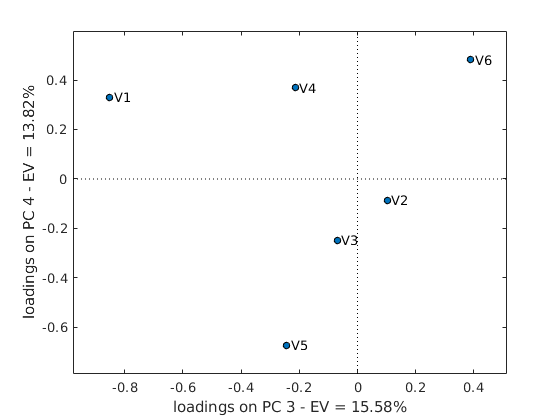 V6
0.4
V4
V1
0.2
0
V2
-0.2
V3
-0.4
-0.6
V5
-0.8
-0.6
-0.4
-0.2
0
0.2
0.4
loadings on PC 3 - EV = 15.58%
loadings on PC 4 - EV = 13.82%